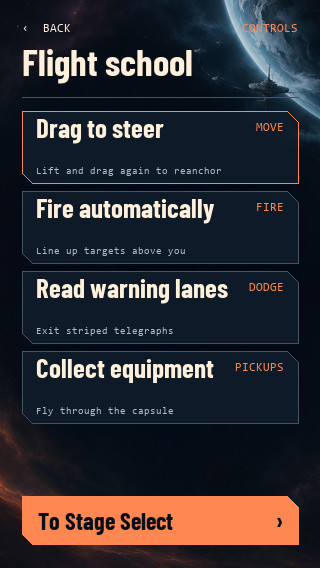 ‹ BACK CONTROLS
Flight school
Drag to steer MOVE
Lift and drag again to reanchor
Fire automatically FIRE
Line up targets above you
Read warning lanes DODGE
Exit striped telegraphs
Collect equipment PICKUPS
Fly through the capsule
To Stage Select ›